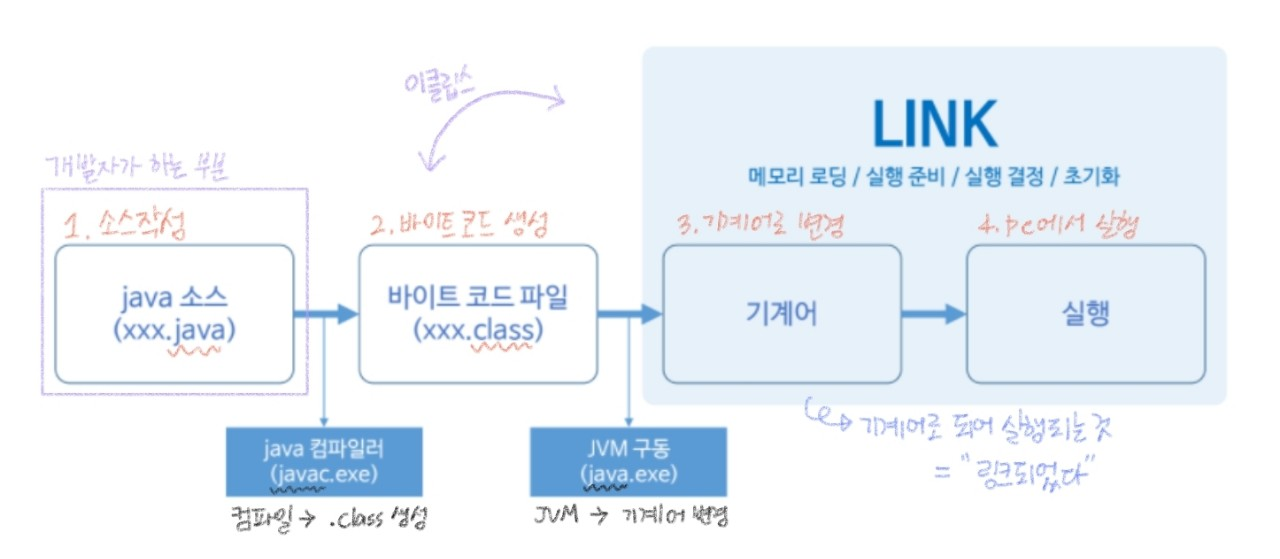 이클립스
LINK
메모리 로딩 / 실행 준비 / 실행 결정 / 초기화
개발자가 하는 부분
1. 소스작성
2. 바이트코드 생성
3. 기계어로 변경
4. pc에서 실행
java 소스
(xxx.java)
바이트 코드 파일
(xxx.class)
기계어
실행
기계어로 되어 실행되는 것
= "링크되었다"
java 컴파일러
(javac.exe)
JVM 구동
(java.exe)
컴파일 → .class 생성
JVM → 기계어 변경